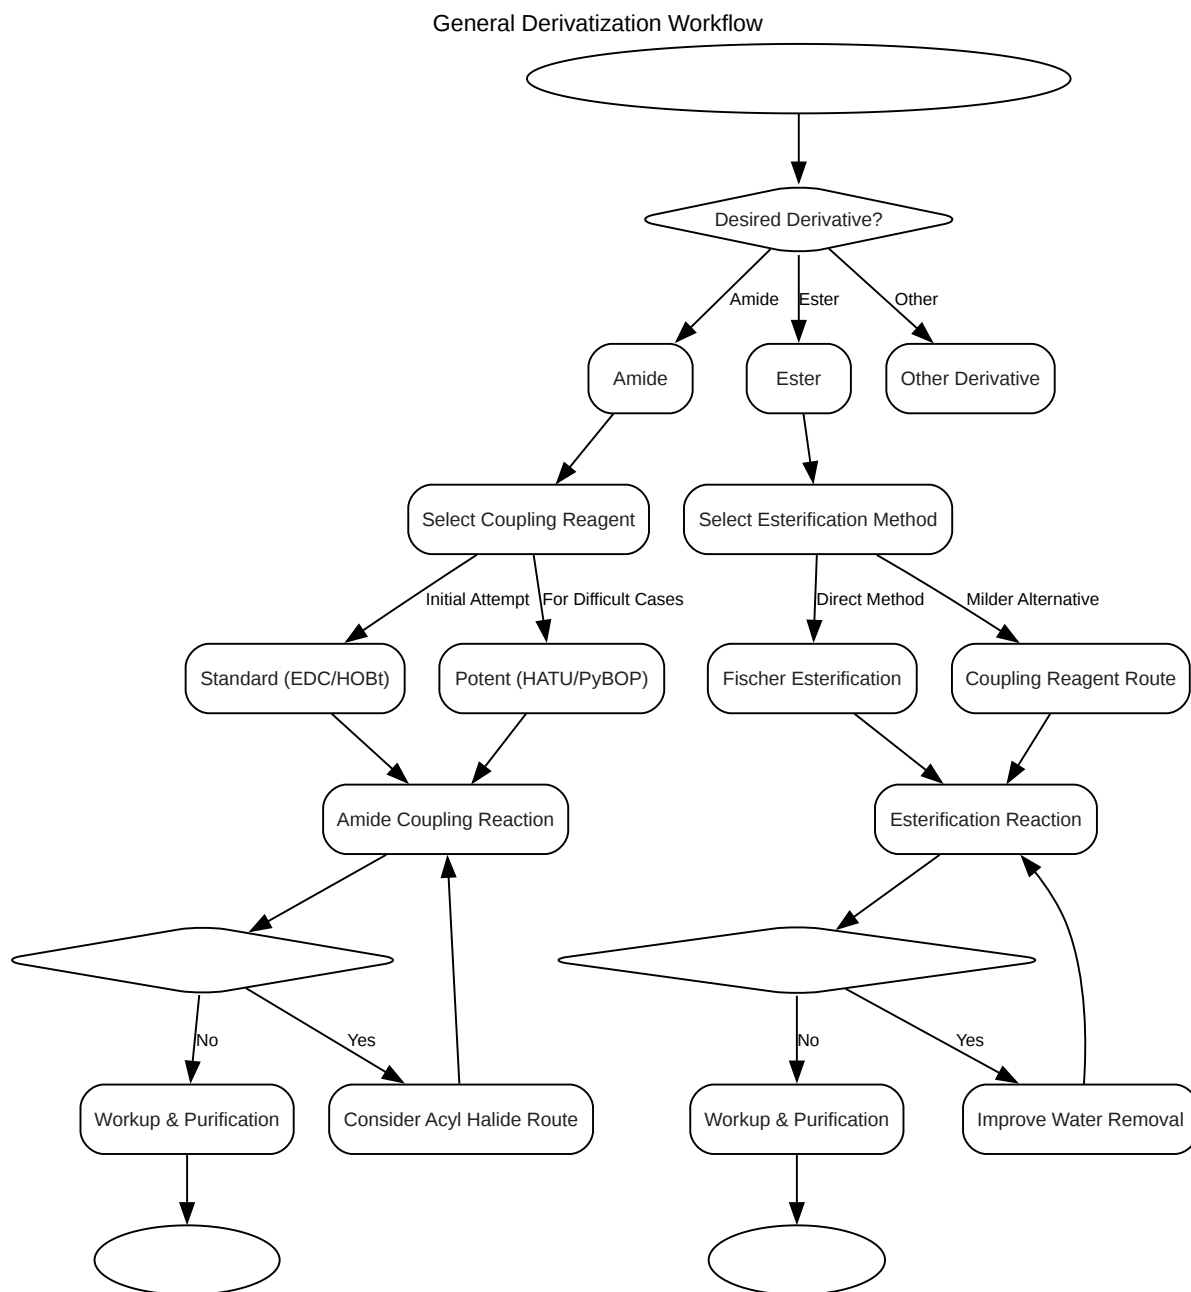 General Derivatization Workflow
Desired Derivative?
Amide
Ester
Other
Amide
Ester
Other Derivative
Select Coupling Reagent
Select Esterification Method
Initial Attempt
For Difficult Cases
Direct Method
Milder Alternative
Standard (EDC/HOBt)
Potent (HATU/PyBOP)
Fischer Esterification
Coupling Reagent Route
Amide Coupling Reaction
Esterification Reaction
No
Yes
No
Yes
Workup & Purification
Consider Acyl Halide Route
Workup & Purification
Improve Water Removal